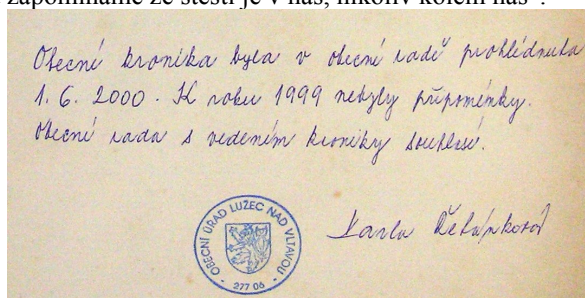 zapomínáme že štěstí je v nás, nikoliv kolem nás“.
Obecní kronika byla v obecní radě prohlédnuta
1. 6. 2000. K roku 1999 nebyly připomínky.
Obecní rada s vedením kroniky souhlasí.
OBECNÍ ÚŘAD LUŽEC NAD VLTAVOU
277 06